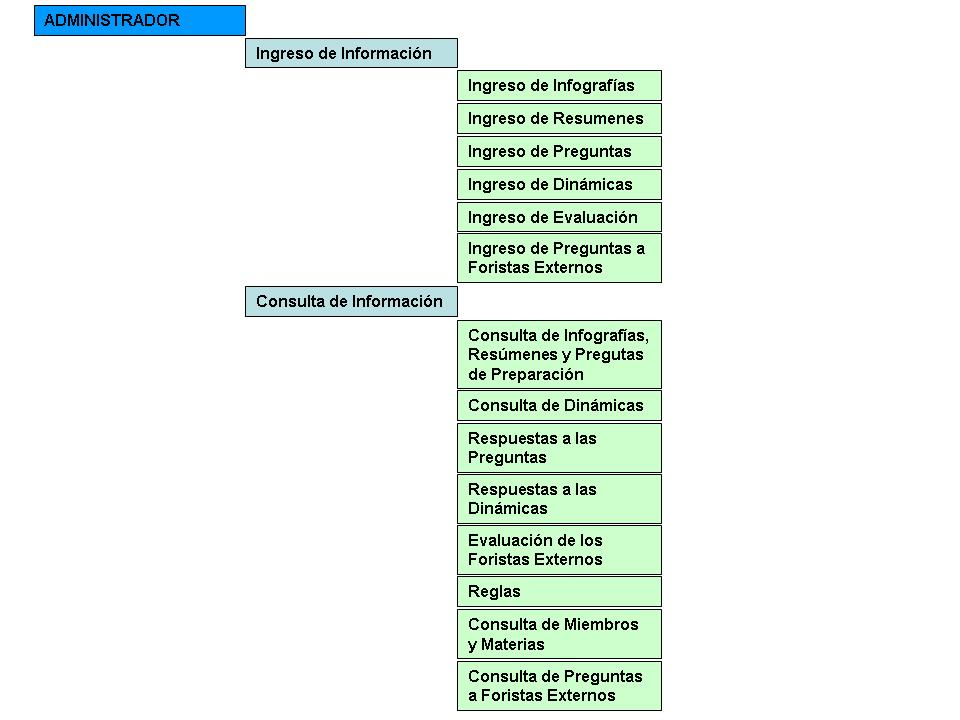 ADMINISTRADOR
Ingreso de Información
Ingreso de Infografías
Ingreso de Resumenes
Ingreso de Preguntas
Ingreso de Dinámicas
Ingreso de Evaluación
Ingreso de Preguntas a
Foristas Externos
Consulta de Información
Consulta de Infografías,
Resúmenes y Pregutas
de Preparación
Consulta de Dinámicas
Respuestas a las
Preguntas
Respuestas a las
Dinámicas
Evaluación de los
Foristas Externos
Reglas
Consulta de Miembros
y Materias
Consulta de Preguntas
a Foristas Externos